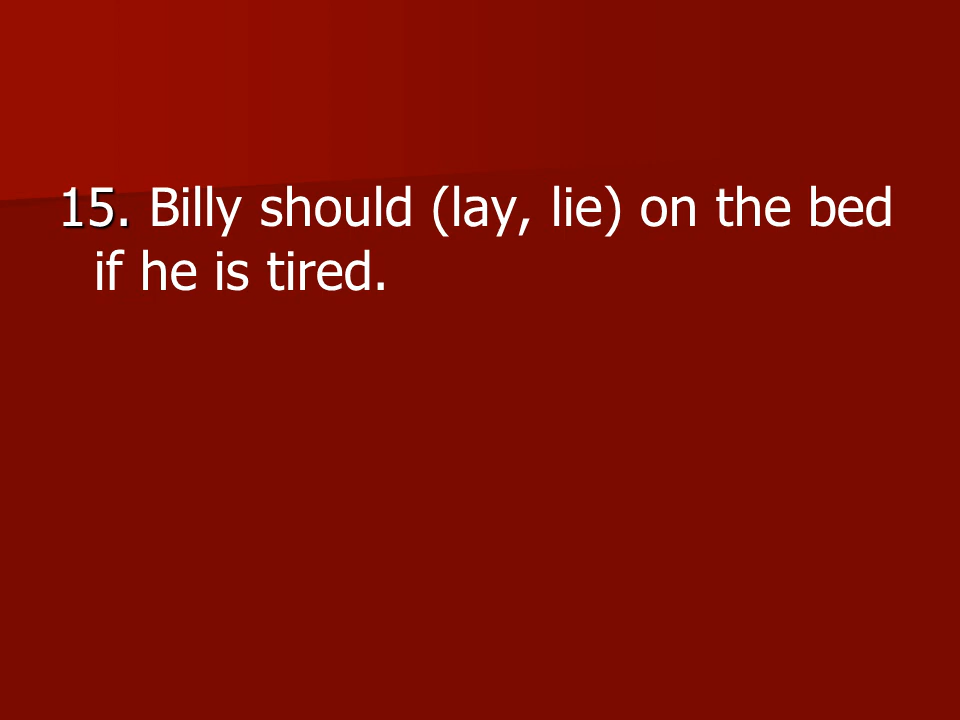 15. Billy should (lay, lie) on the bed
if he is tired.